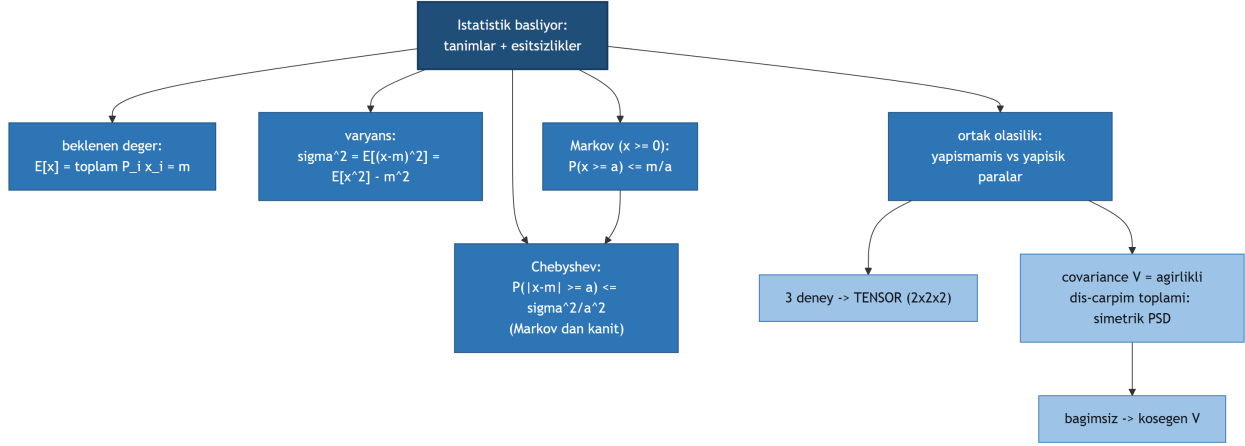 Istatistik basliyor:
tanimlar + esitsizlikler
beklenen deger:
E[x] = toplam P_i x_i = m
varyans:
sigma^2 = E[(x-m)^2] =
E[x^2] - m^2
Markov (x >= 0):
P(x >= a) <= m/a
ortak olasilik:
yapismamis vs yapisik
paralar
Chebyshev:
P(|x-m| >= a) <=
sigma^2/a^2
(Markov dan kanit)
3 deney -> TENSOR (2x2x2)
covariance V = agirlikli
dis-carpim toplami:
simetrik PSD
bagimsiz -> kosegen V